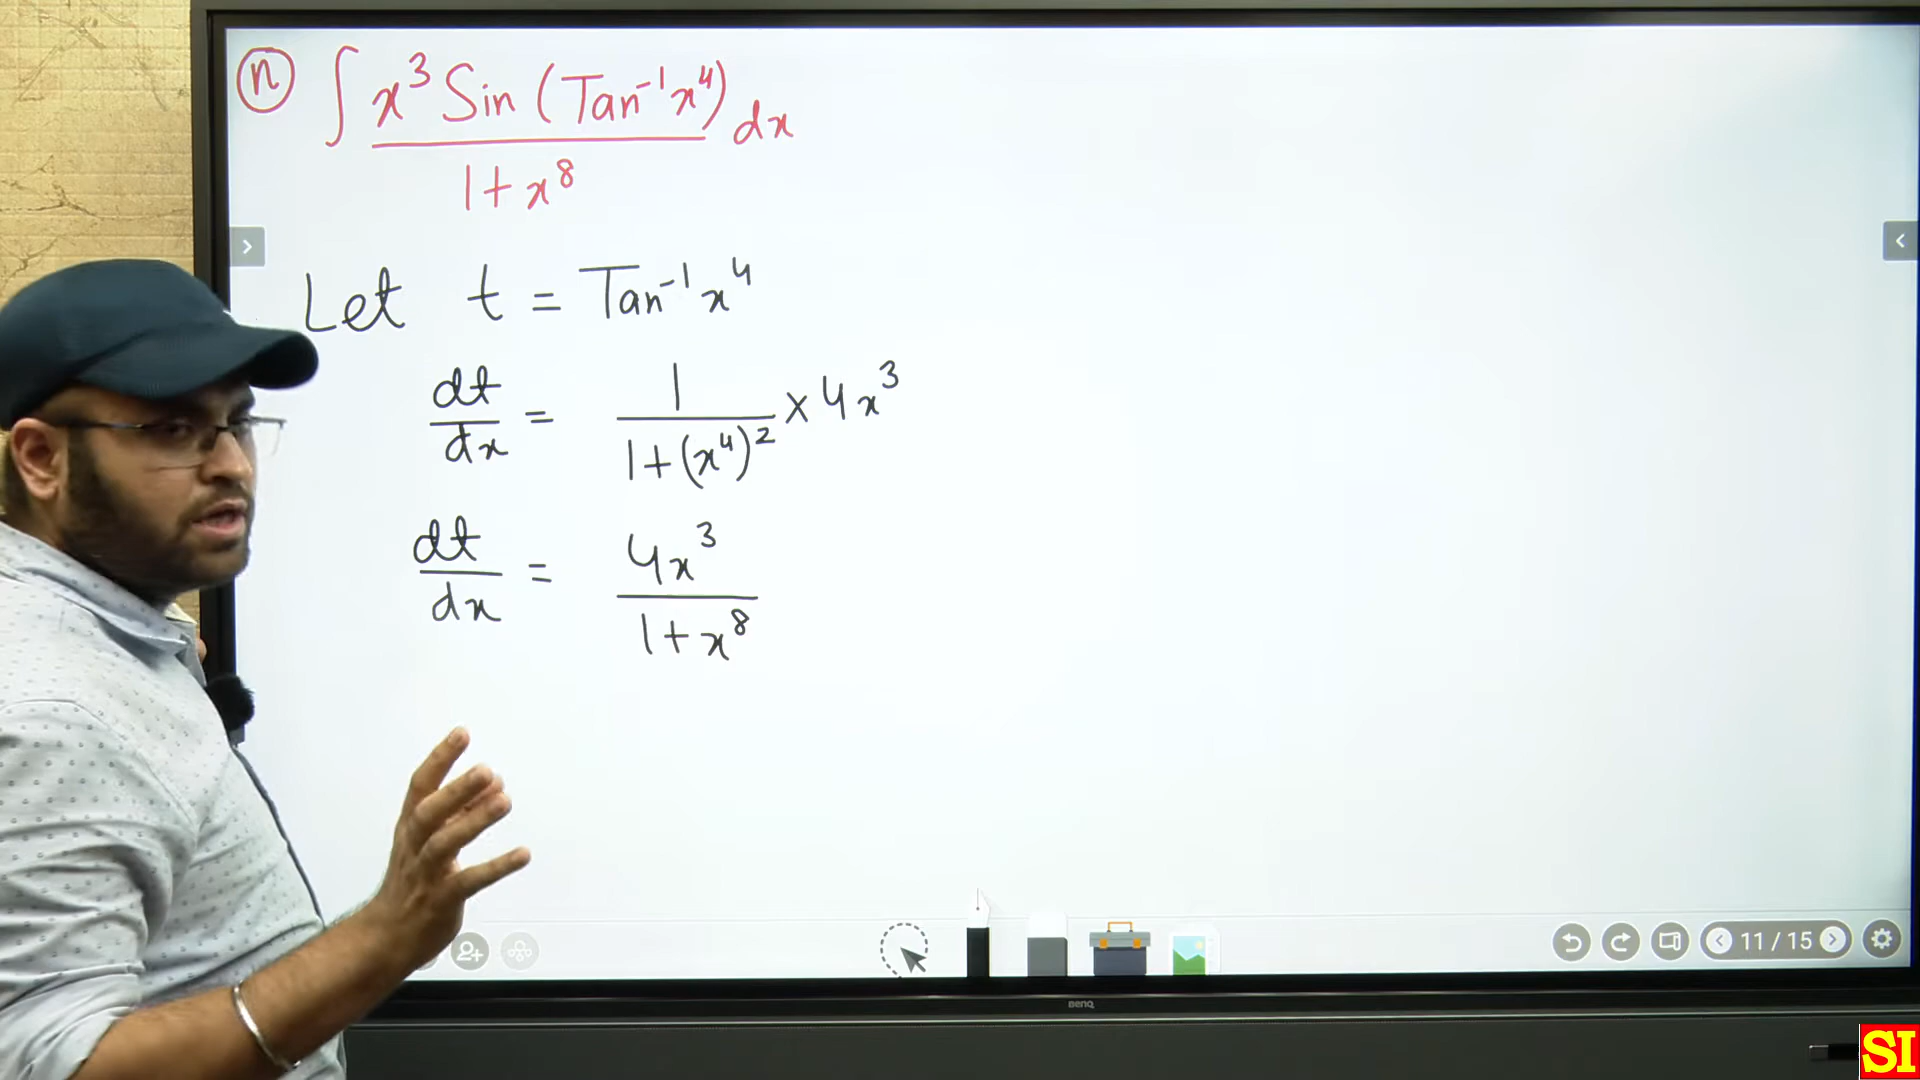 n ∫ x³ Sin (Tan⁻¹x⁴) dx
1+x⁸
Let t = Tan⁻¹x⁴
dt/dx = 1/(1+(x⁴)²) × 4x³
dt/dx = 4x³/(1+x⁸)
11 / 15
BenQ
SI